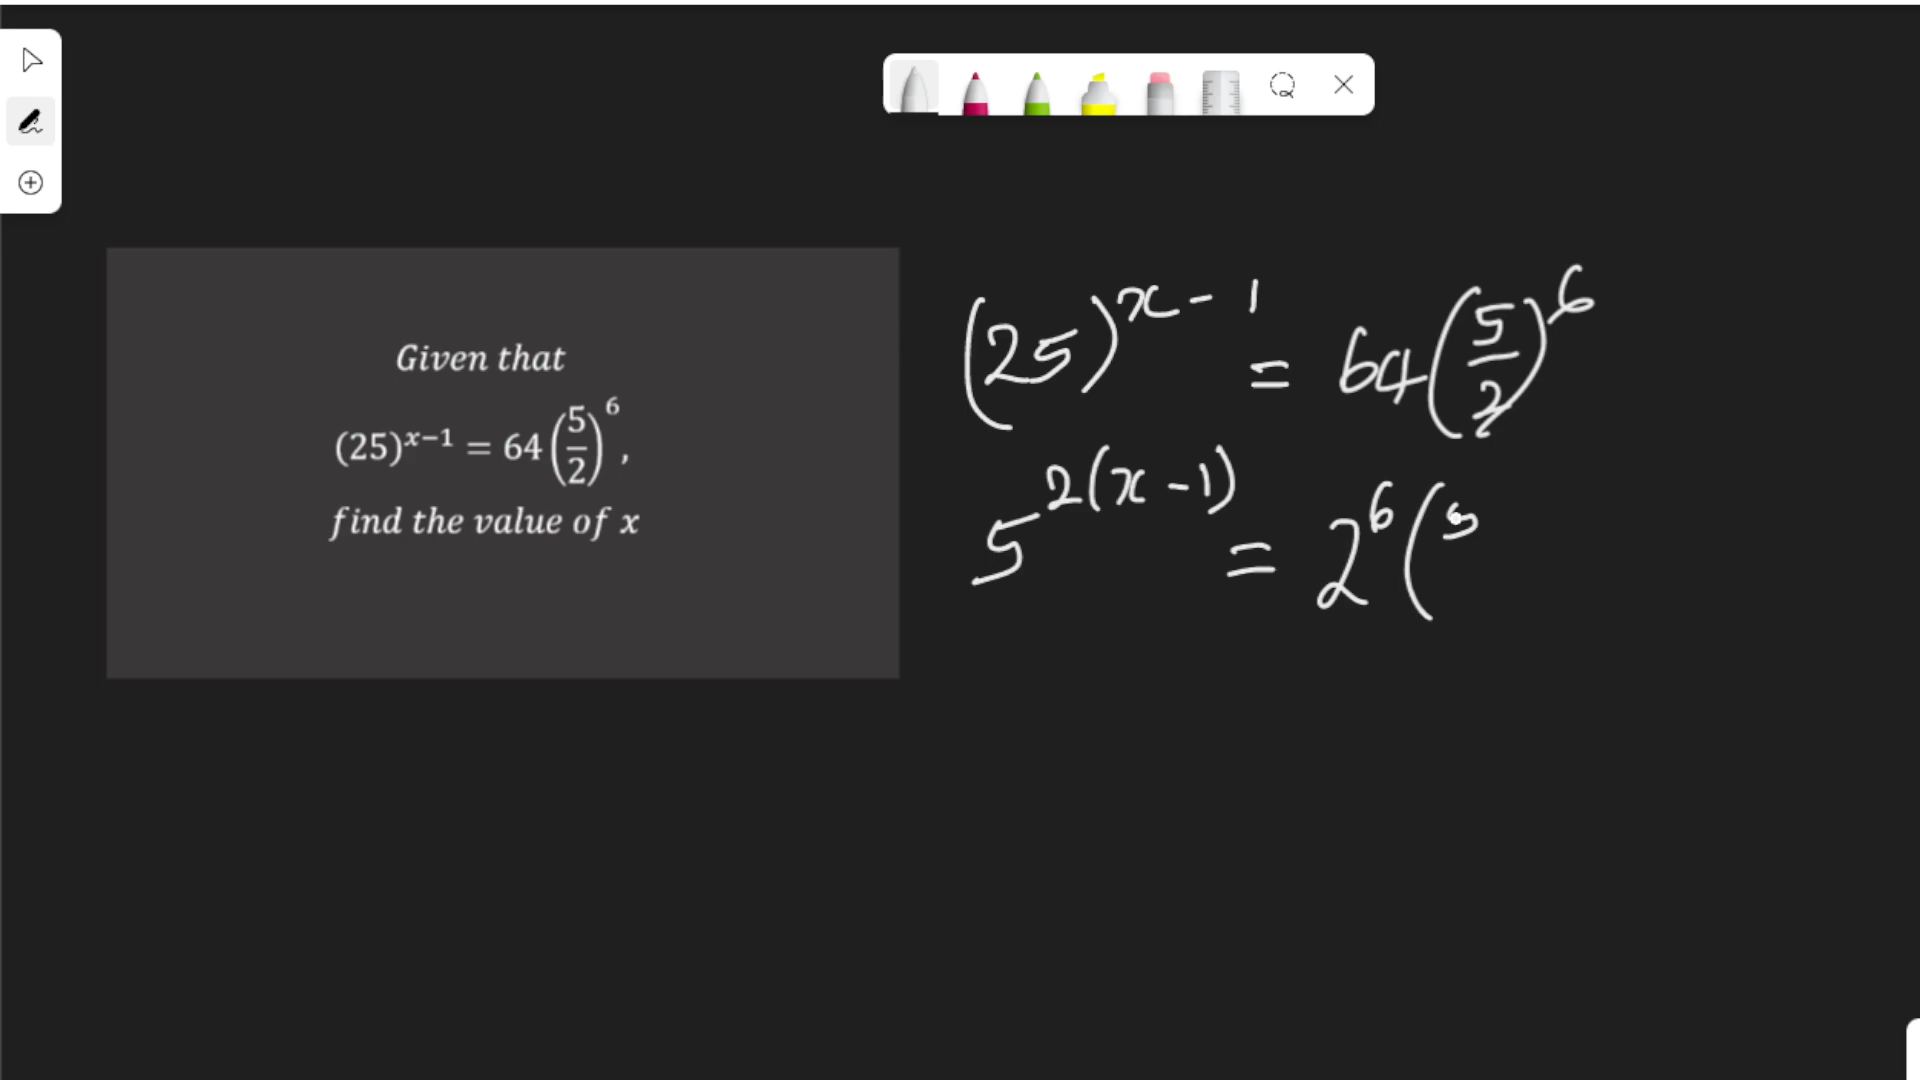 Given that
(25)^{x−1} = 64 (5/2)^6 ,
find the value of x
(25)^{x-1} = 64 (5/2)^6
5^{2(x-1)} = 2^6 (5